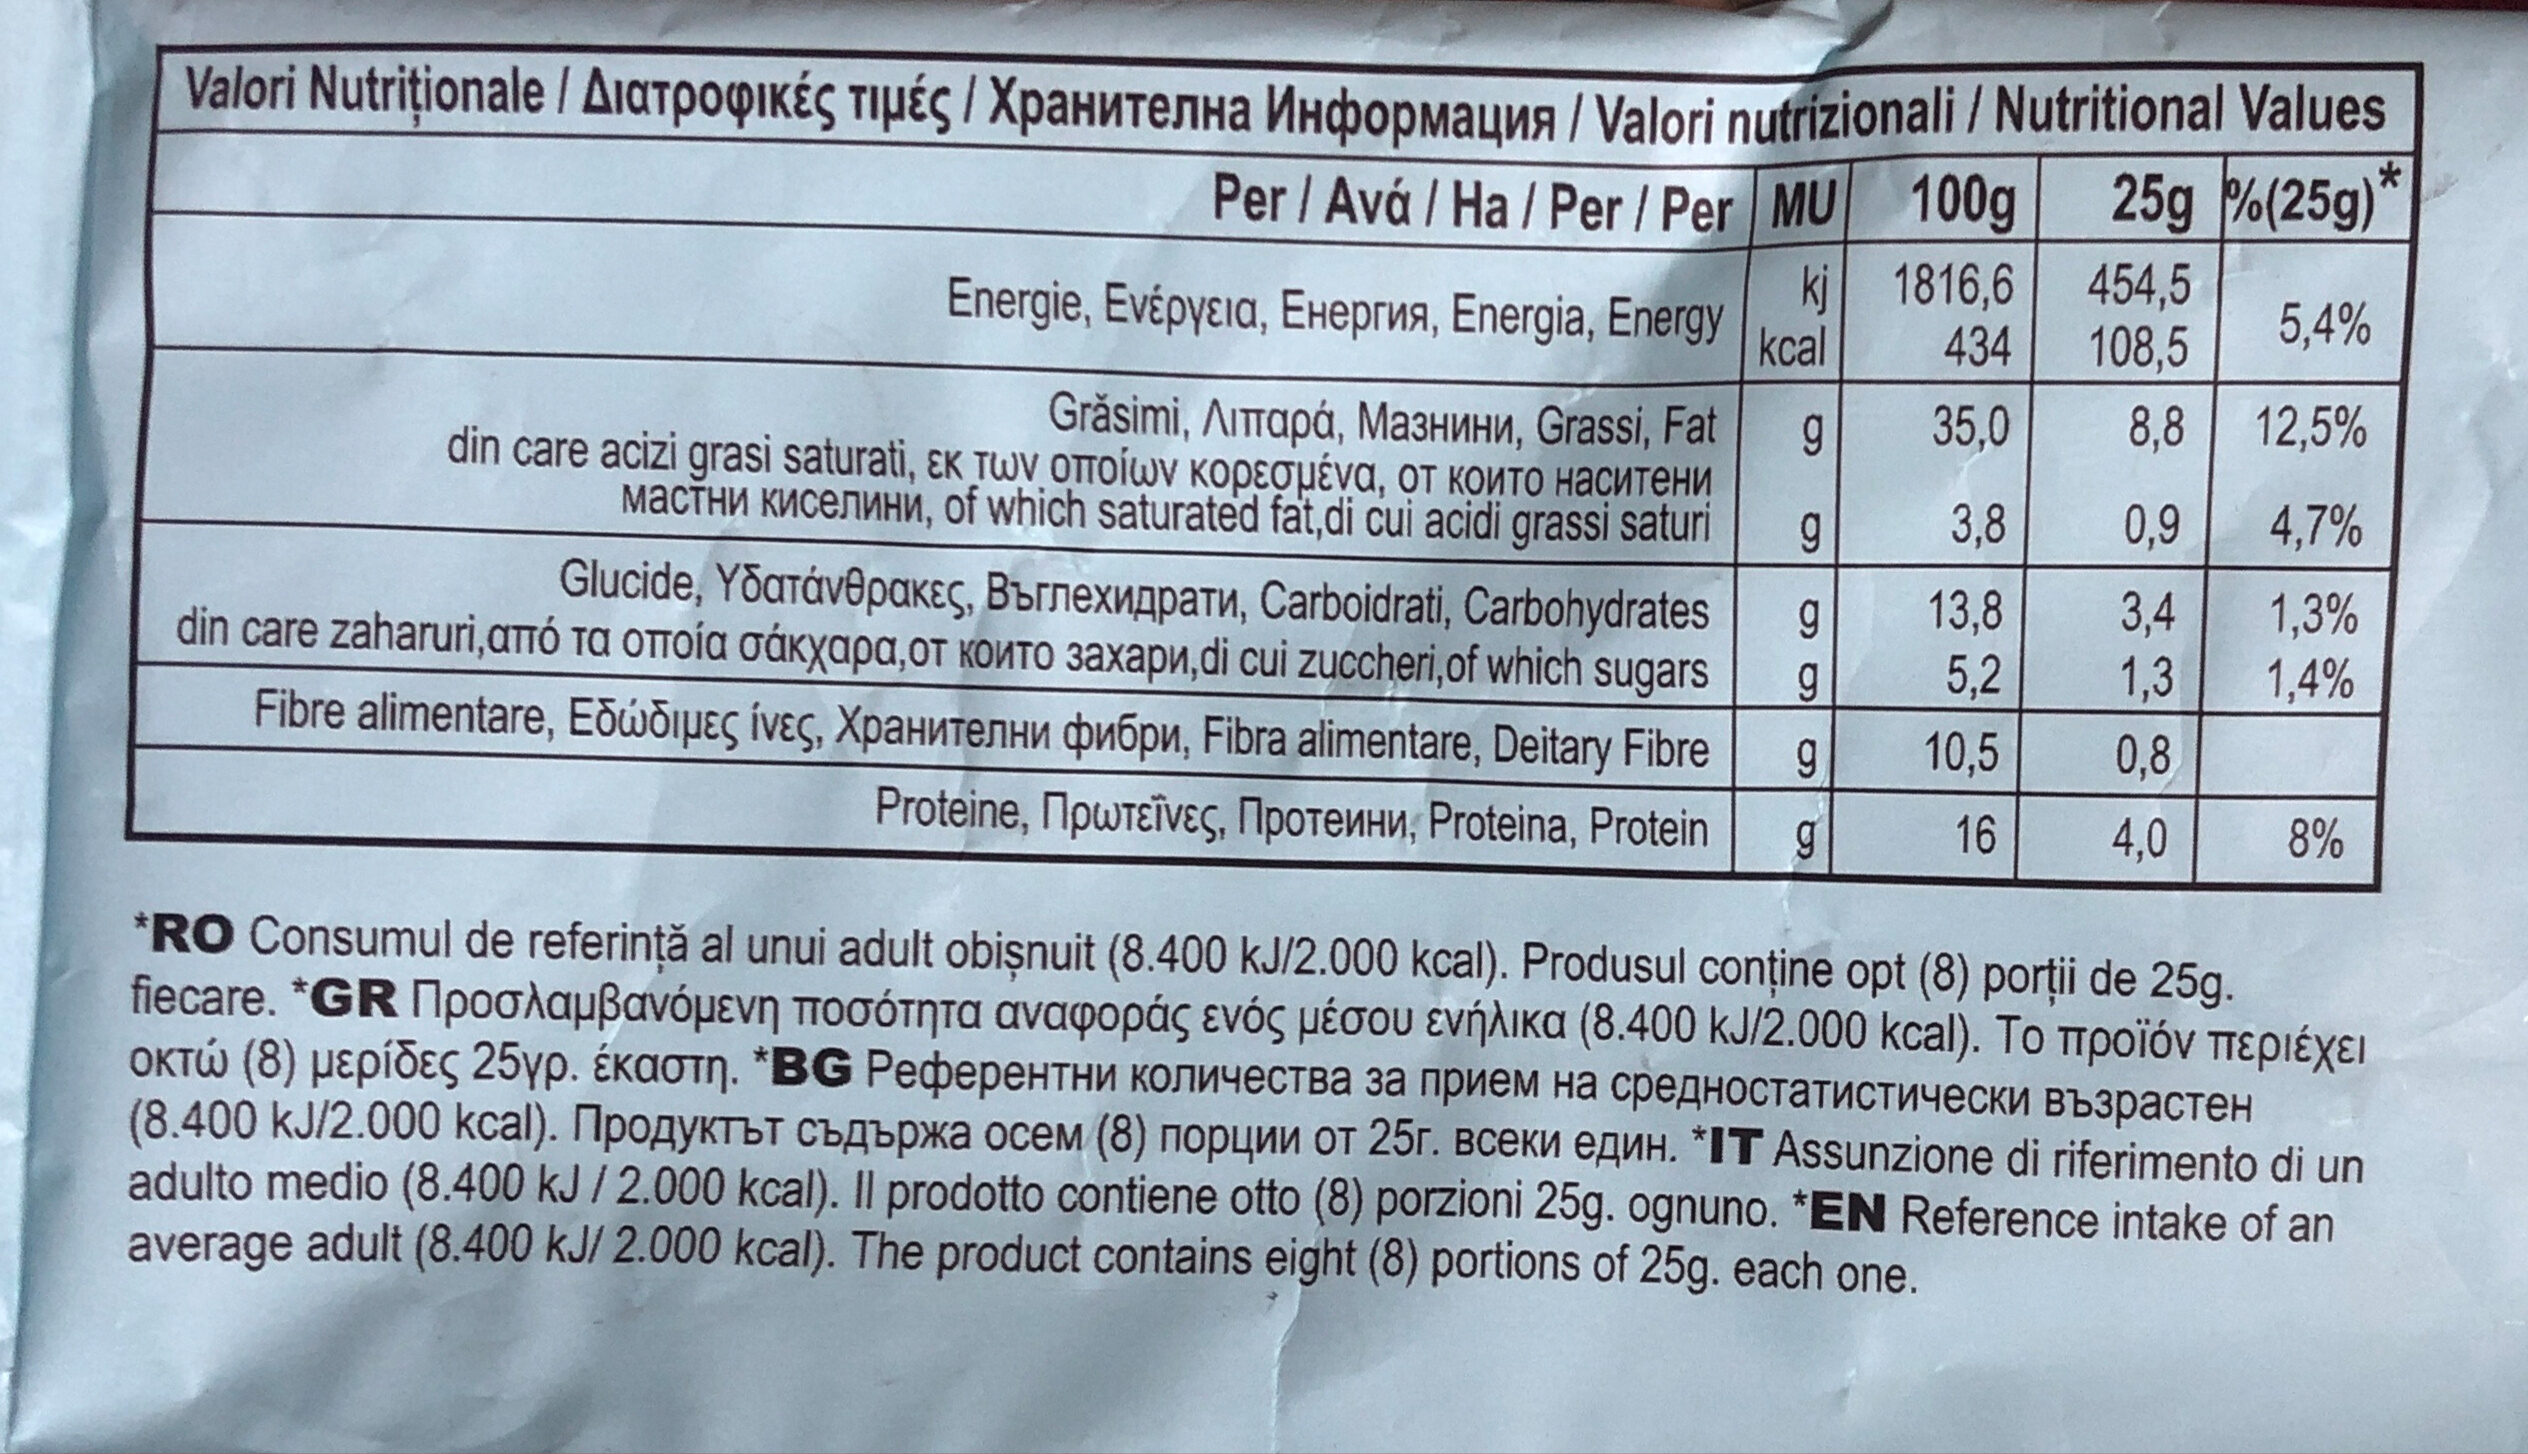 Valori Nutriționale / Διατροφικές τιμές / Хранителна Информация / Valori nutrizionali / Nutritional Values
Per / Ανά / На / Per / Per MU 100g 25g %(25g)*
Energie, Ενέργεια, Енергия, Energia, Energy kj 1816,6 454,5 5,4%
kcal 434 108,5
Grăsimi, Λιπαρά, Мазнини, Grassi, Fat g 35,0 8,8 12,5%
din care acizi grasi saturati, εκ των οποίων κορεσμένα, от които наситени
мастни киселини, of which saturated fat,di cui acidi grassi saturi g 3,8 0,9 4,7%
Glucide, Υδατάνθρακες, Въглехидрати, Carboidrati, Carbohydrates g 13,8 3,4 1,3%
din care zaharuri,από τα οποία σάκχαρα,от които захари,di cui zuccheri,of which sugars g 5,2 1,3 1,4%
Fibre alimentare, Εδώδιμες ίνες, Хранителни фибри, Fibra alimentare, Deitary Fibre g 10,5 0,8
Proteine, Πρωτεῖνες, Протеини, Proteina, Protein g 16 4,0 8%
*RO Consumul de referință al unui adult obișnuit (8.400 kJ/2.000 kcal). Produsul conține opt (8) porții de 25g.
fiecare. *GR Προσλαμβανόμενη ποσότητα αναφοράς ενός μέσου ενήλικα (8.400 kJ/2.000 kcal). Το προϊόν περιέχει
οκτώ (8) μερίδες 25γρ. έκαστη. *BG Референтни количества за прием на средностатистически възрастен
(8.400 kJ/2.000 kcal). Продуктът съдържа осем (8) порции от 25г. всеки един. *IT Assunzione di riferimento di un
adulto medio (8.400 kJ / 2.000 kcal). Il prodotto contiene otto (8) porzioni 25g. ognuno. *EN Reference intake of an
average adult (8.400 kJ/ 2.000 kcal). The product contains eight (8) portions of 25g. each one.